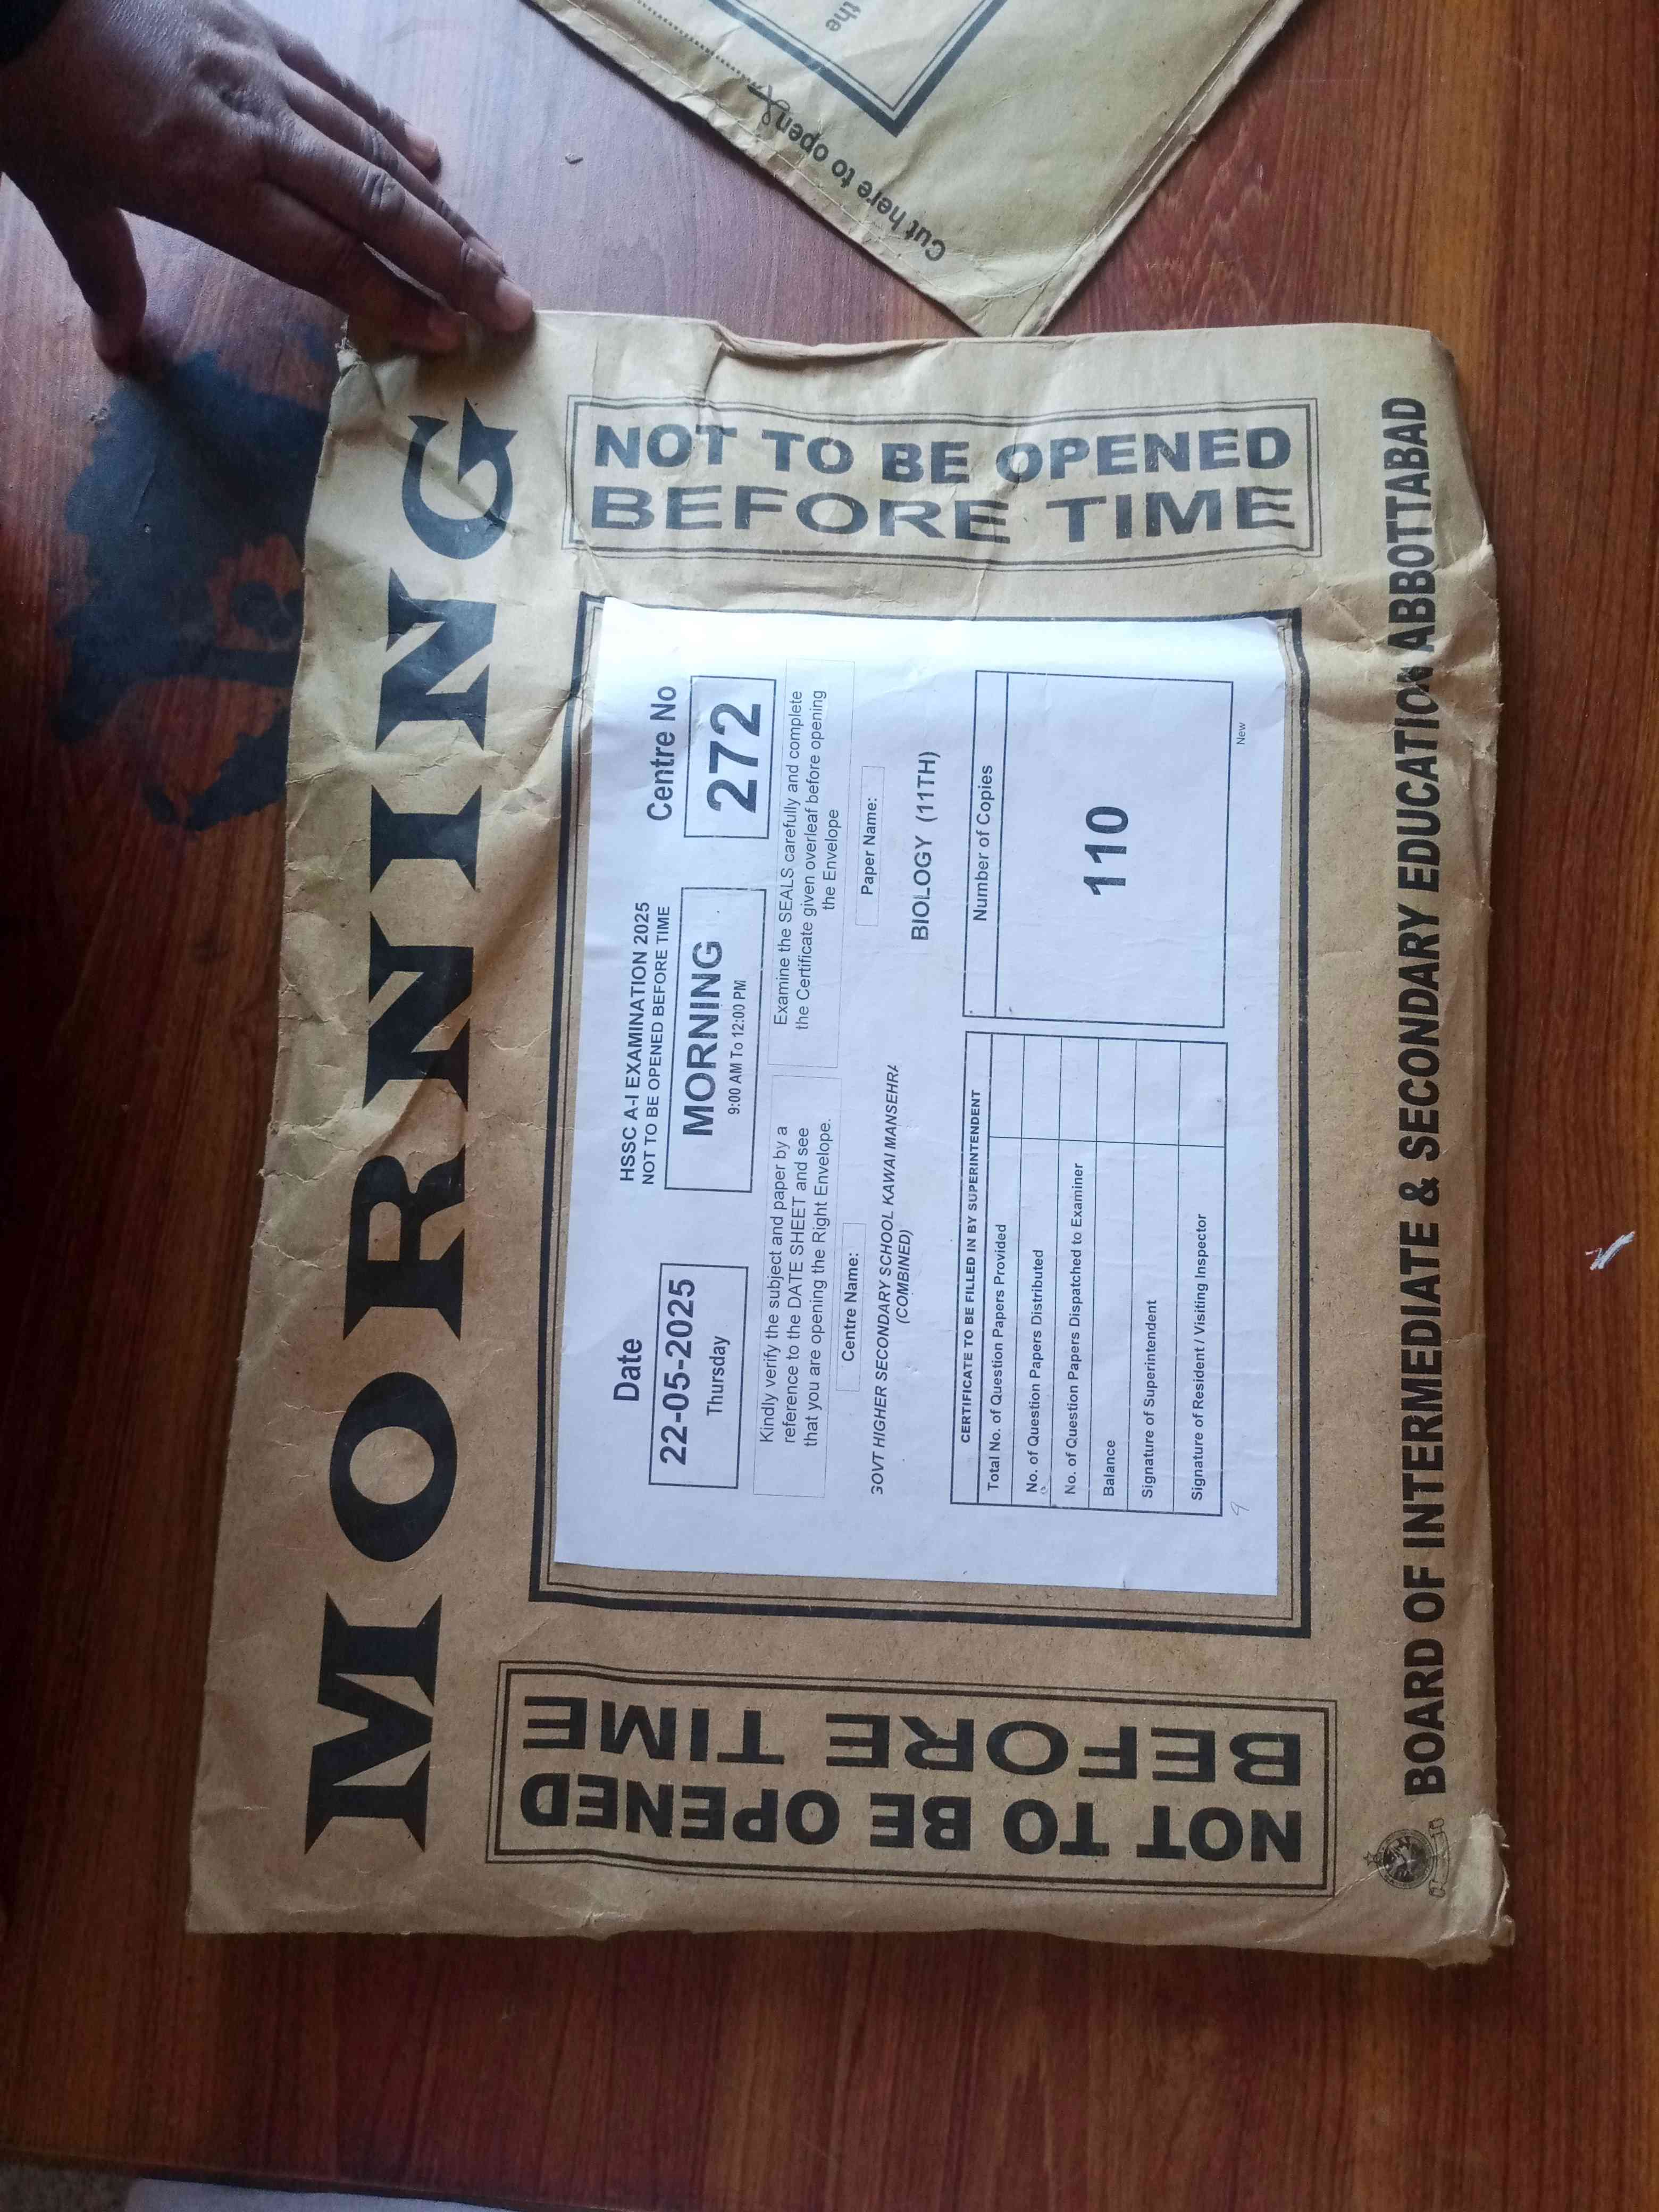 MORNING
NOT TO BE OPENED
BEFORE TIME
HSSC A-I EXAMINATION 2025
NOT TO BE OPENED BEFORE TIME
Date
22-05-2025
Thursday
MORNING
9:00 AM To 12:00 PM
Centre No
272
Kindly verify the subject and paper by a
reference to the DATE SHEET and see
that you are opening the Right Envelope.
Examine the SEALS carefully and complete
the Certificate given overleaf before opening
the Envelope
Centre Name:
GOVT HIGHER SECONDARY SCHOOL KAWAI MANSEHRA
(COMBINED)
Paper Name:
BIOLOGY (11TH)
CERTIFICATE TO BE FILLED IN BY SUPERINTENDENT
Total No. of Question Papers Provided
No. of Question Papers Distributed
No. of Question Papers Dispatched to Examiner
Balance
Signature of Superintendent
Signature of Resident / Visiting Inspector
Number of Copies
110
New
NOT TO BE OPENED
BEFORE TIME
BOARD OF INTERMEDIATE & SECONDARY EDUCATION ABBOTTABAD
Cut here to open
the